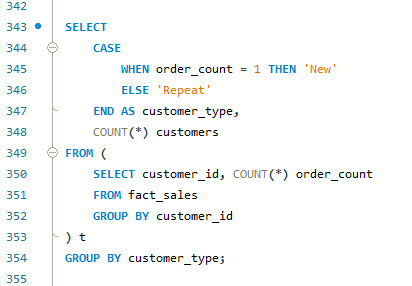 342
343 SELECT
344 CASE
345 WHEN order_count = 1 THEN 'New'
346 ELSE 'Repeat'
347 END AS customer_type,
348 COUNT(*) customers
349 FROM (
350 SELECT customer_id, COUNT(*) order_count
351 FROM fact_sales
352 GROUP BY customer_id
353 ) t
354 GROUP BY customer_type;
355